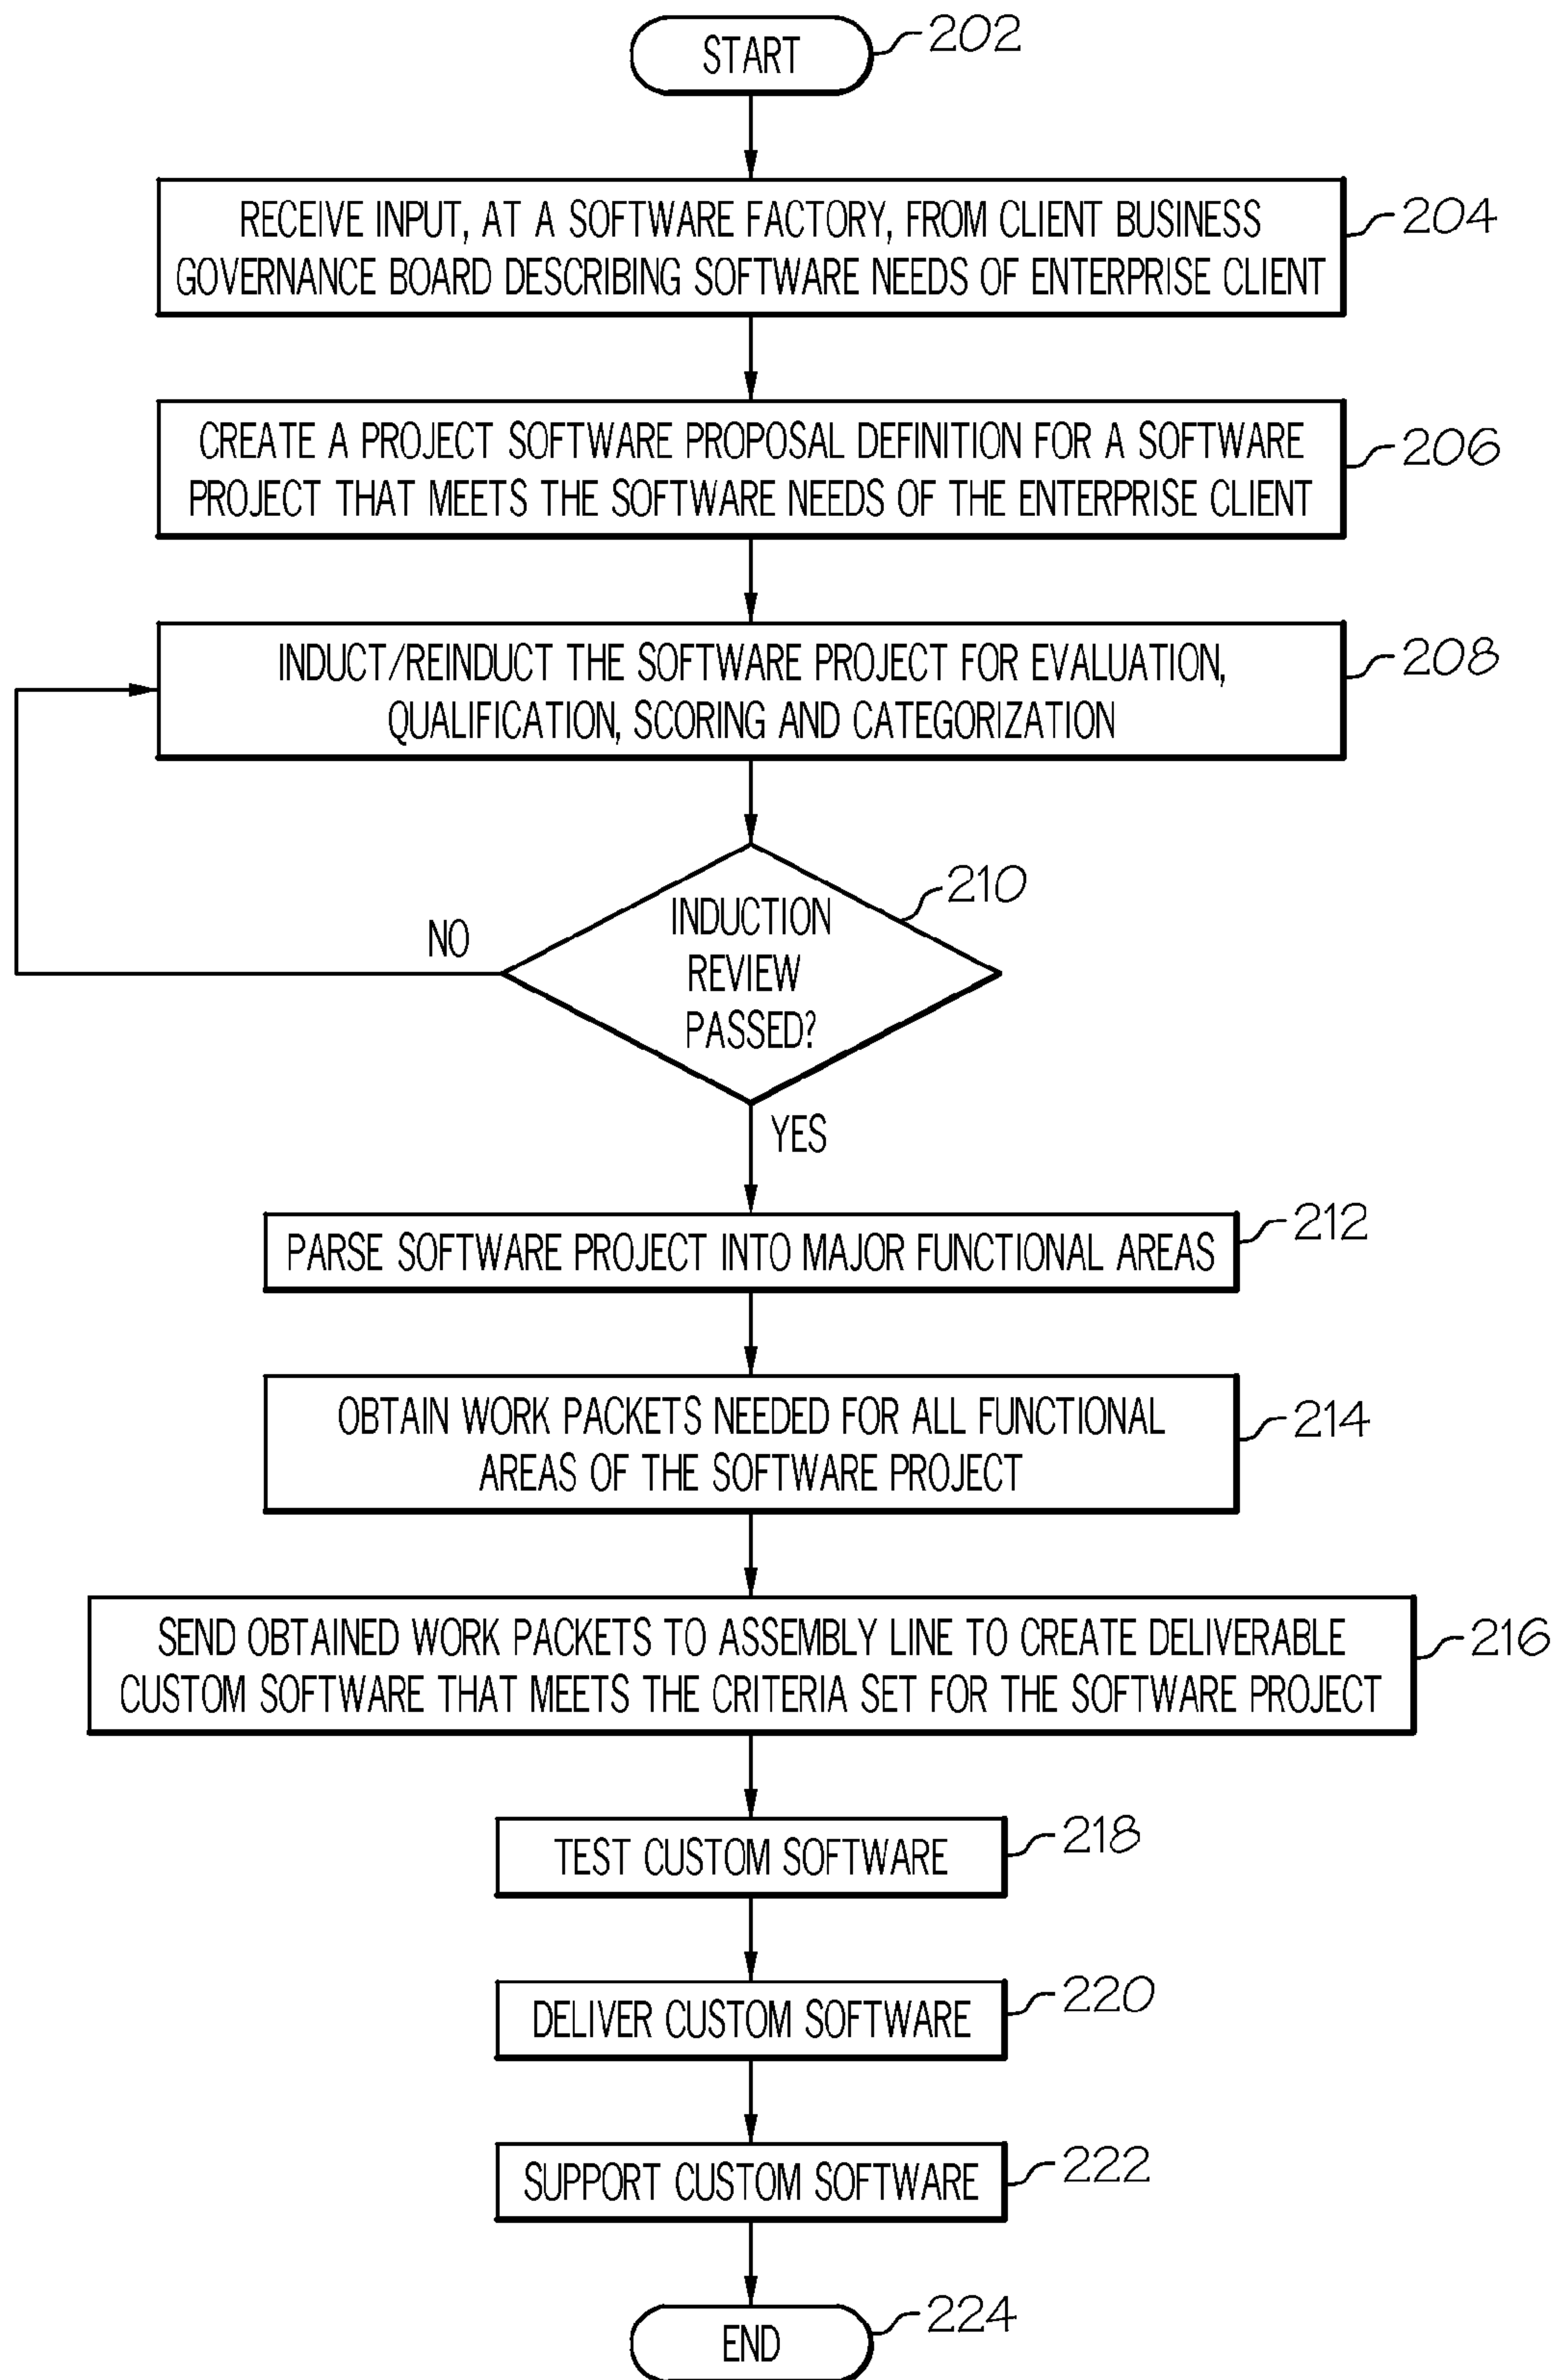 START
202
RECEIVE INPUT, AT A SOFTWARE FACTORY, FROM CLIENT BUSINESS
GOVERNANCE BOARD DESCRIBING SOFTWARE NEEDS OF ENTERPRISE CLIENT
204
CREATE A PROJECT SOFTWARE PROPOSAL DEFINITION FOR A SOFTWARE
PROJECT THAT MEETS THE SOFTWARE NEEDS OF THE ENTERPRISE CLIENT
206
INDUCT/REINDUCT THE SOFTWARE PROJECT FOR EVALUATION,
QUALIFICATION, SCORING AND CATEGORIZATION
208
INDUCTION
REVIEW
PASSED?
210
NO
YES
PARSE SOFTWARE PROJECT INTO MAJOR FUNCTIONAL AREAS
212
OBTAIN WORK PACKETS NEEDED FOR ALL FUNCTIONAL
AREAS OF THE SOFTWARE PROJECT
214
SEND OBTAINED WORK PACKETS TO ASSEMBLY LINE TO CREATE DELIVERABLE
CUSTOM SOFTWARE THAT MEETS THE CRITERIA SET FOR THE SOFTWARE PROJECT
216
TEST CUSTOM SOFTWARE
218
DELIVER CUSTOM SOFTWARE
220
SUPPORT CUSTOM SOFTWARE
222
END
224